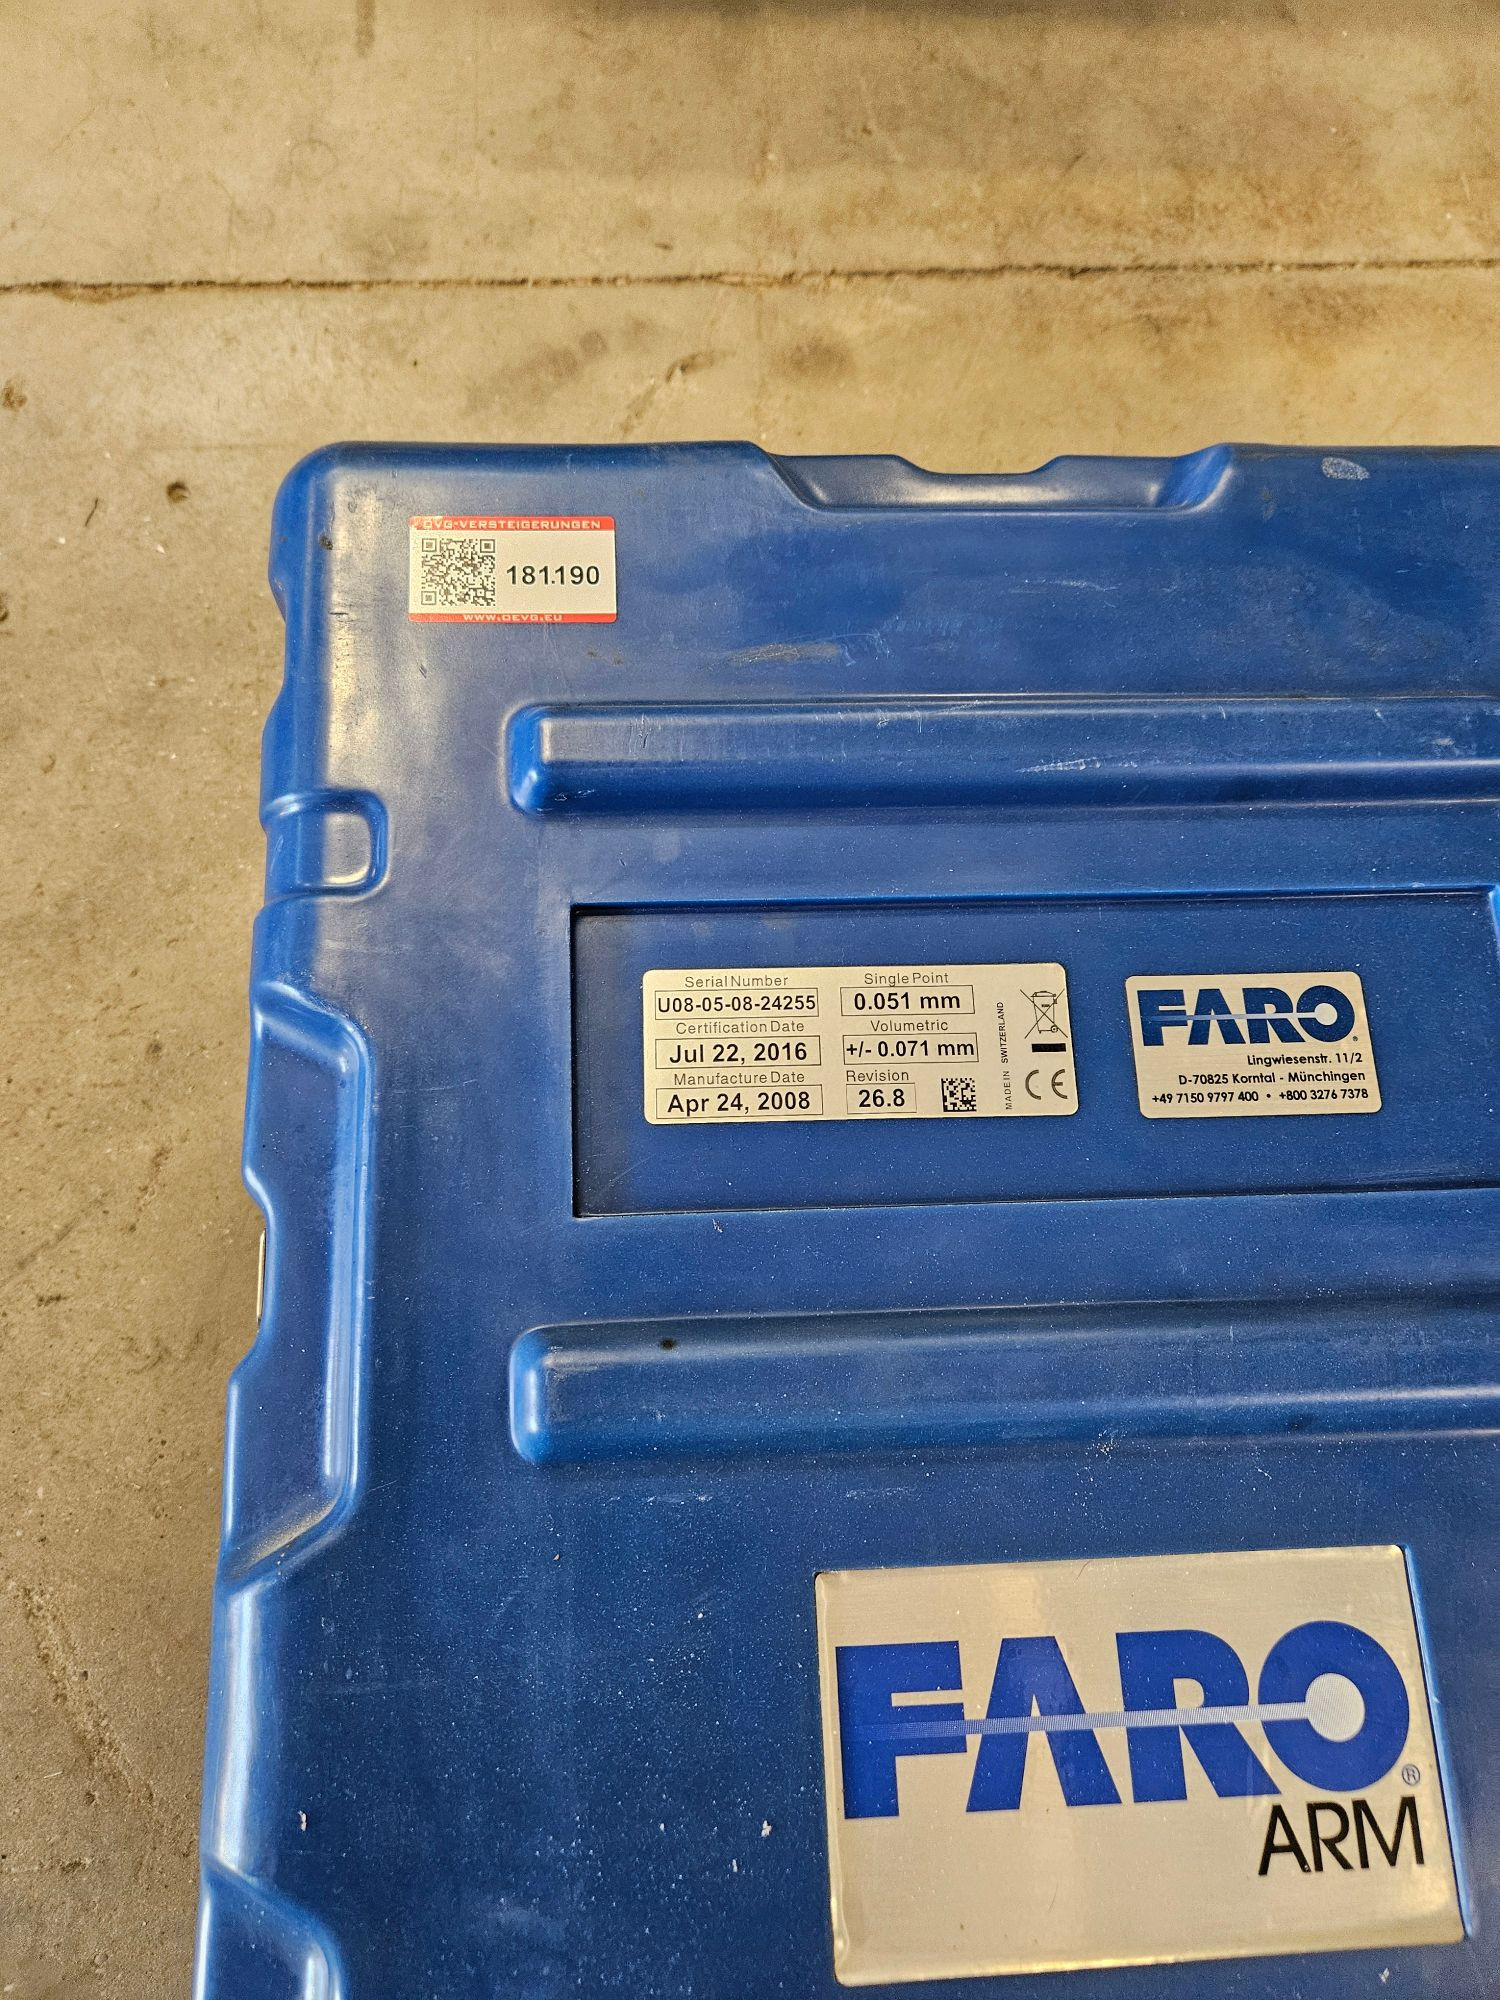 OVG-VERSTEIGERUNGEN
181.190
WWW.OEVG.EU
Serial Number
U08-05-08-24255
Certification Date
Jul 22, 2016
Manufacture Date
Apr 24, 2008
Single Point
0.051 mm
Volumetric
+/- 0.071 mm
Revision
26.8
MADE IN SWITZERLAND
CE
FARO®
Lingwiesenstr. 11/2
D-70825 Korntal - Münchingen
+49 7150 9797 400 • +800 3276 7378
FARO®
ARM